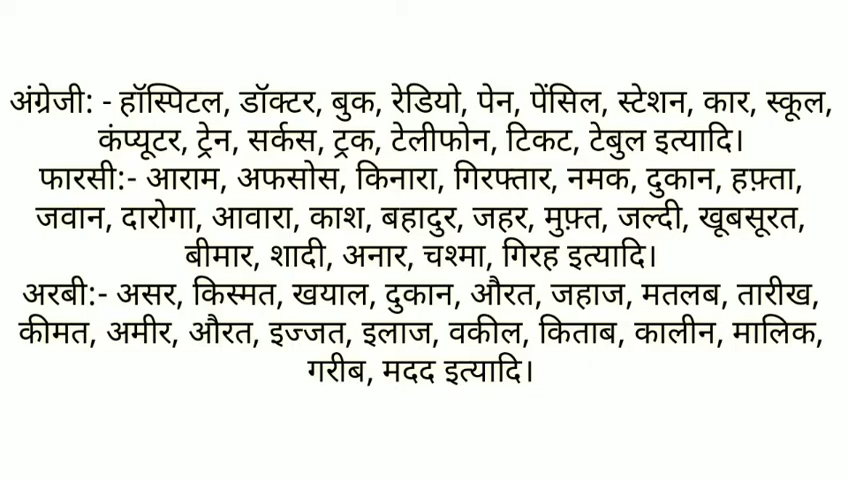 अंग्रेजी: - हॉस्पिटल, डॉक्टर, बुक, रेडियो, पेन, पेंसिल, स्टेशन, कार, स्कूल,
कंप्यूटर, ट्रेन, सर्कस, ट्रक, टेलीफोन, टिकट, टेबुल इत्यादि।
फारसी:- आराम, अफसोस, किनारा, गिरफ्तार, नमक, दुकान, हफ़्ता,
जवान, दारोगा, आवारा, काश, बहादुर, जहर, मुफ़्त, जल्दी, खूबसूरत,
बीमार, शादी, अनार, चश्मा, गिरह इत्यादि।
अरबी:- असर, किस्मत, खयाल, दुकान, औरत, जहाज, मतलब, तारीख,
कीमत, अमीर, औरत, इज्जत, इलाज, वकील, किताब, कालीन, मालिक,
गरीब, मदद इत्यादि।